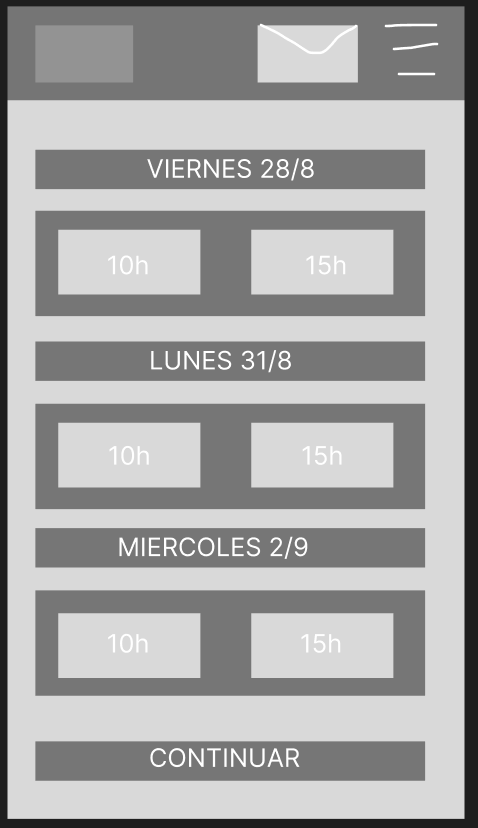 VIERNES 28/8
10h 15h
LUNES 31/8
10h 15h
MIERCOLES 2/9
10h 15h
CONTINUAR